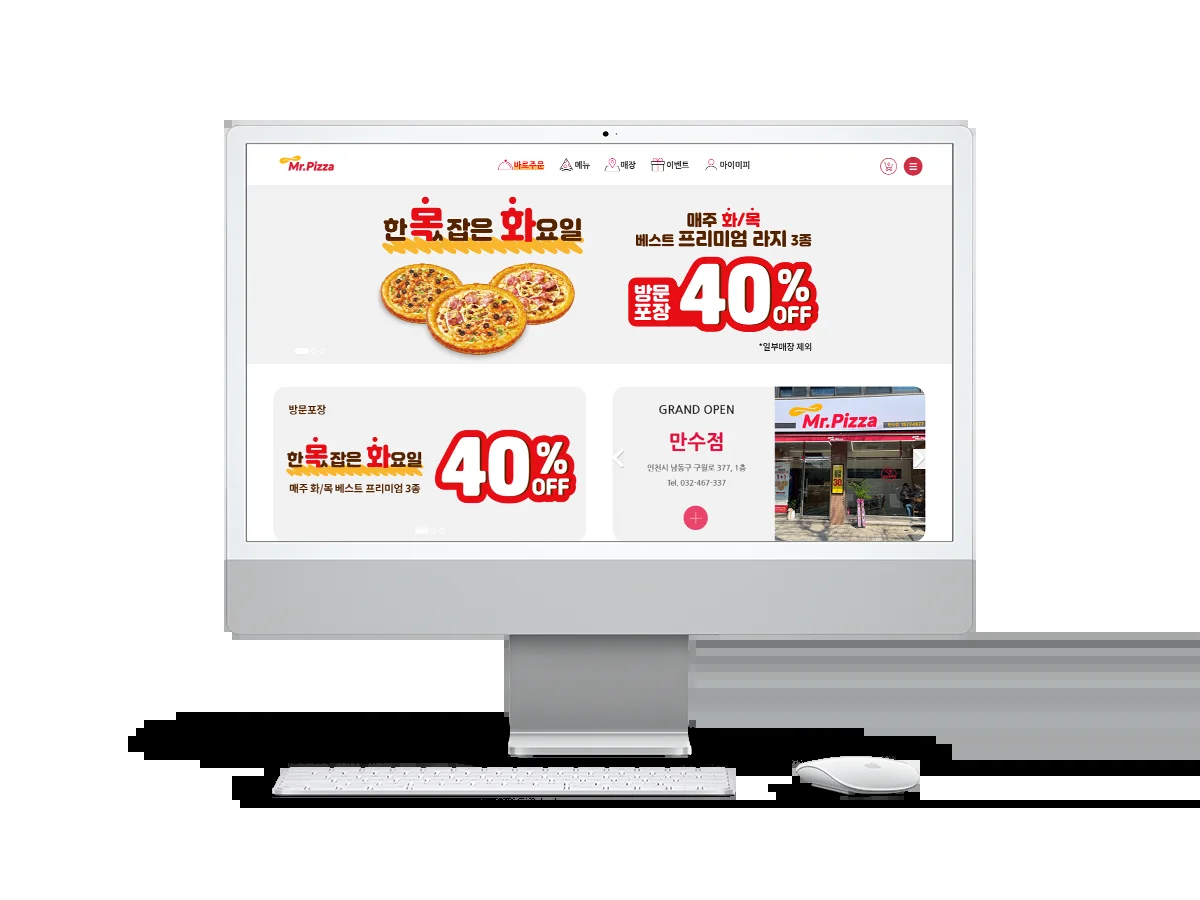 Mr.Pizza
바로주문
메뉴
매장
이벤트
마이미피
한목잡은 화요일
매주 화/목
베스트 프리미엄 라지 3종
방문
포장
40%
OFF
*일부매장 제외
방문포장
한목잡은 화요일
매주 화/목 베스트 프리미엄 3종
40%
OFF
GRAND OPEN
만수점
인천시 남동구 구월로 377, 1층
Tel. 032-467-337
Mr.Pizza